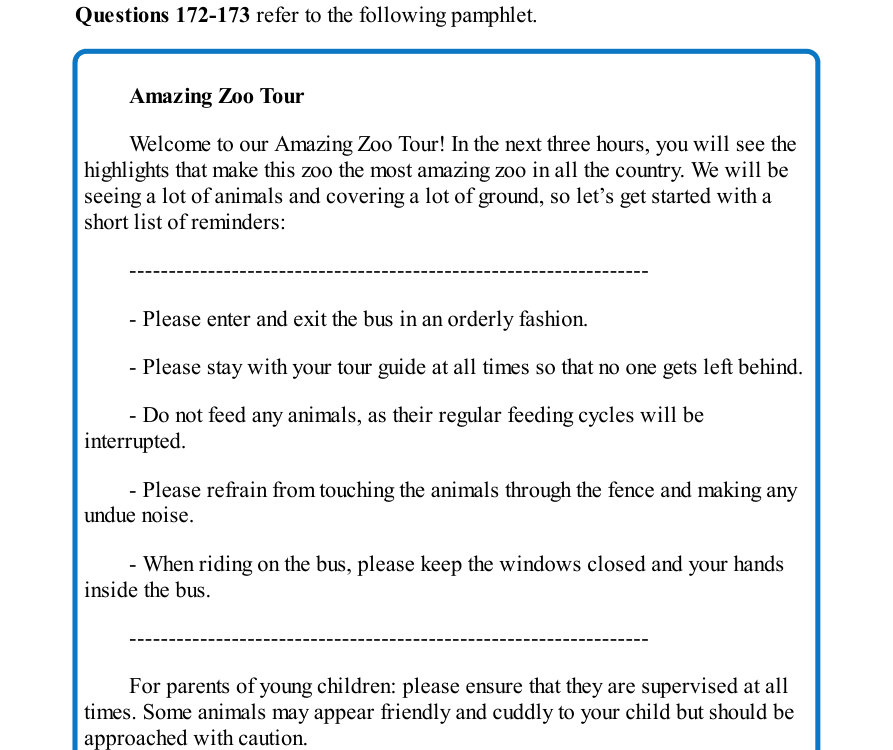 Questions 172-173 refer to the following pamphlet.
Amazing Zoo Tour
Welcome to our Amazing Zoo Tour! In the next three hours, you will see the
highlights that make this zoo the most amazing zoo in all the country. We will be
seeing a lot of animals and covering a lot of ground, so let’s get started with a
short list of reminders:
------------------------------------------------------------------
- Please enter and exit the bus in an orderly fashion.
- Please stay with your tour guide at all times so that no one gets left behind.
- Do not feed any animals, as their regular feeding cycles will be
interrupted.
- Please refrain from touching the animals through the fence and making any
undue noise.
- When riding on the bus, please keep the windows closed and your hands
inside the bus.
------------------------------------------------------------------
For parents of young children: please ensure that they are supervised at all
times. Some animals may appear friendly and cuddly to your child but should be
approached with caution.